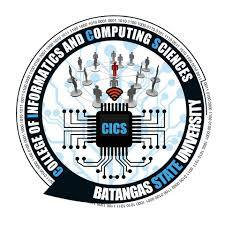 COLLEGE OF INFORMATICS AND COMPUTING SCIENCES
CICS
BATANGAS STATE UNIVERSITY